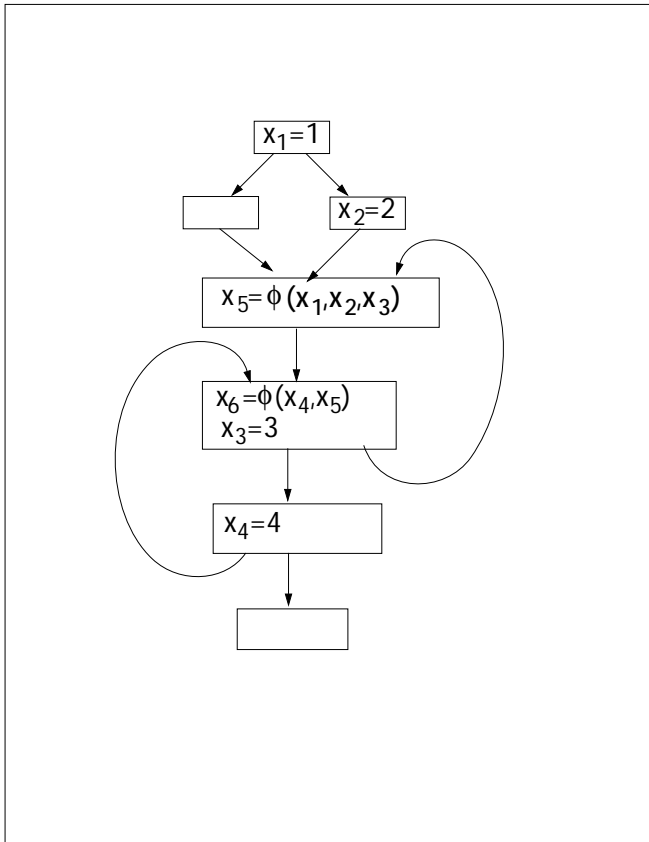 x₁=1
x₂=2
x₅=ϕ(x₁,x₂,x₃)
x₆=ϕ(x₄,x₅)
x₃=3
x₄=4